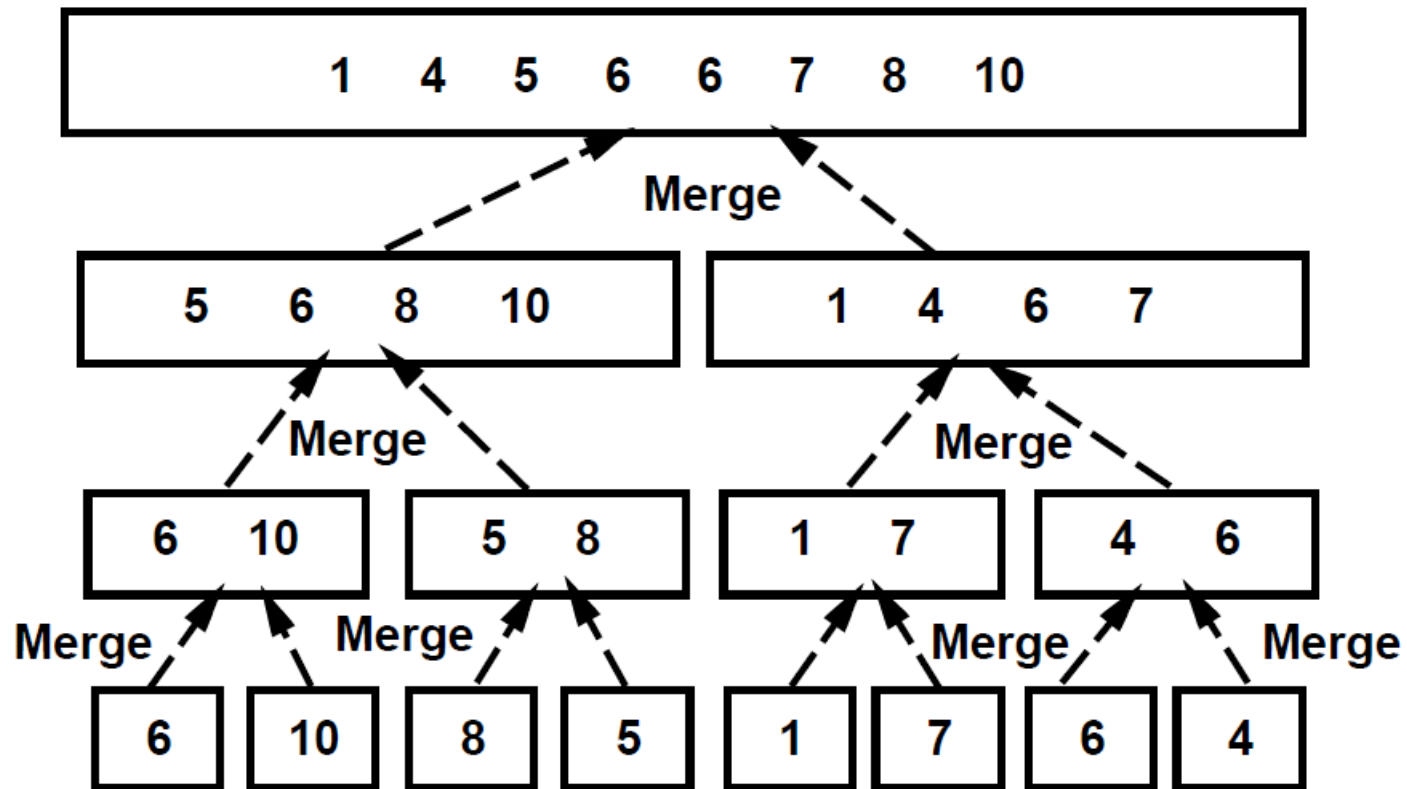 1 4 5 6 6 7 8 10
Merge
5 6 8 10 1 4 6 7
Merge Merge
6 10 5 8 1 7 4 6
Merge Merge Merge Merge
6 10 8 5 1 7 6 4